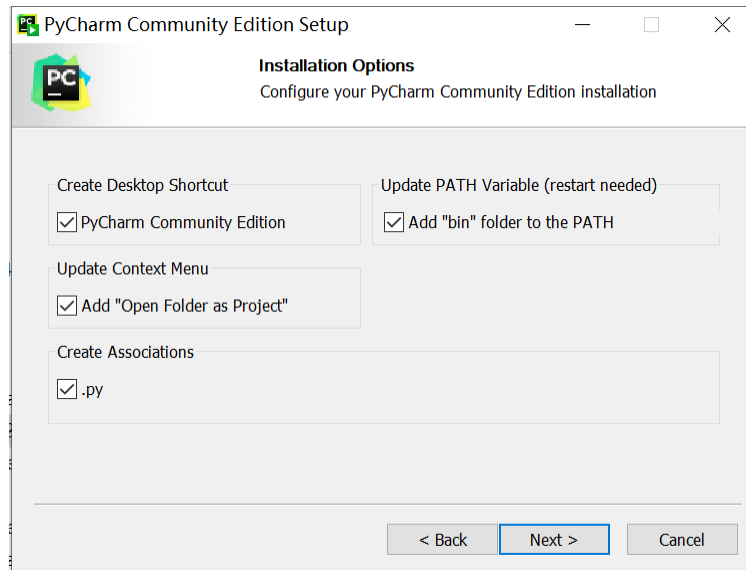 PyCharm Community Edition Setup
PC
Installation Options
Configure your PyCharm Community Edition installation
Create Desktop Shortcut
PyCharm Community Edition
Update PATH Variable (restart needed)
Add "bin" folder to the PATH
Update Context Menu
Add "Open Folder as Project"
Create Associations
.py
< Back
Next >
Cancel